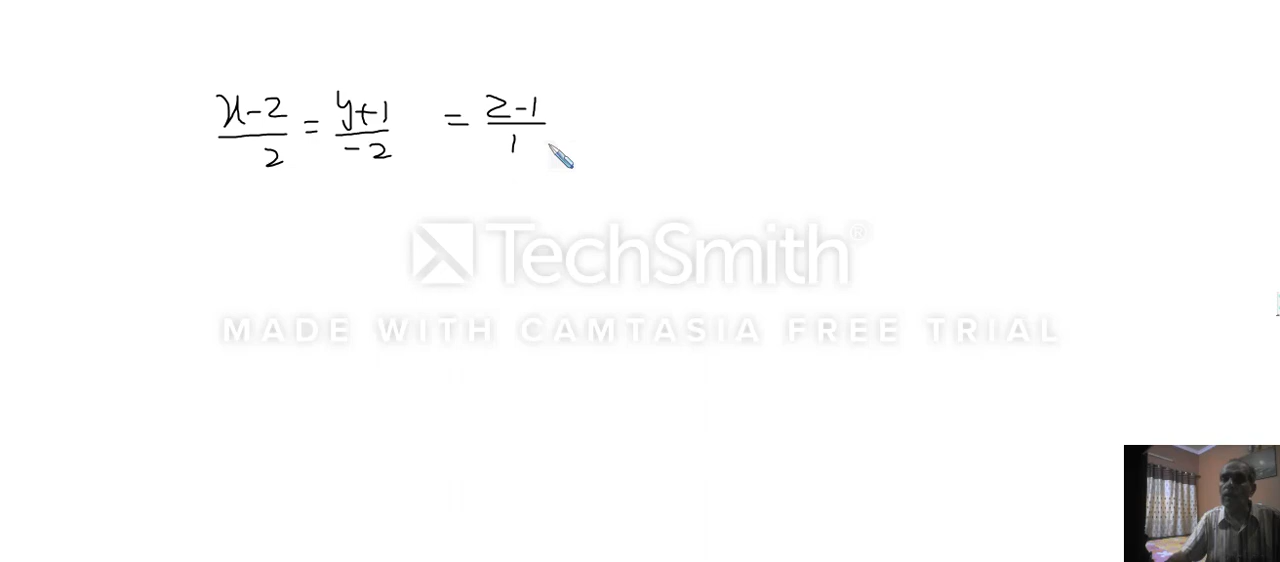 x-2/2 = y+1/-2 = z-1/1
TechSmith®
MADE WITH CAMTASIA FREE TRIAL